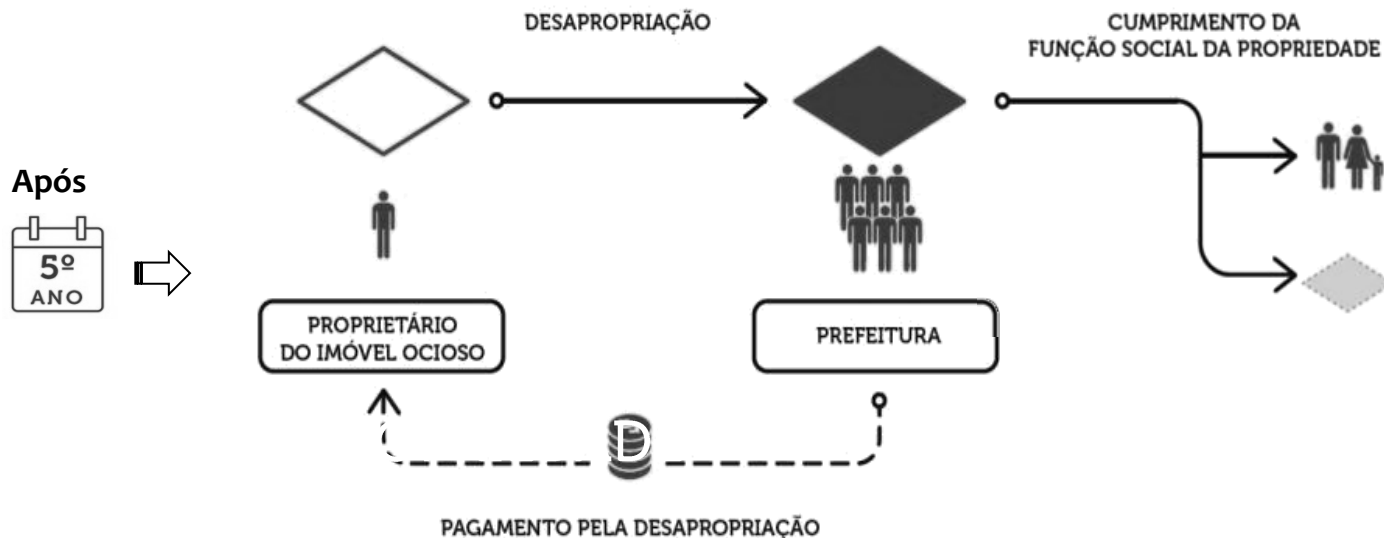 DESAPROPRIAÇÃO
CUMPRIMENTO DA
FUNÇÃO SOCIAL DA PROPRIEDADE
Após
5º
ANO
PROPRIETÁRIO
DO IMÓVEL OCIOSO
PREFEITURA
D
PAGAMENTO PELA DESAPROPRIAÇÃO